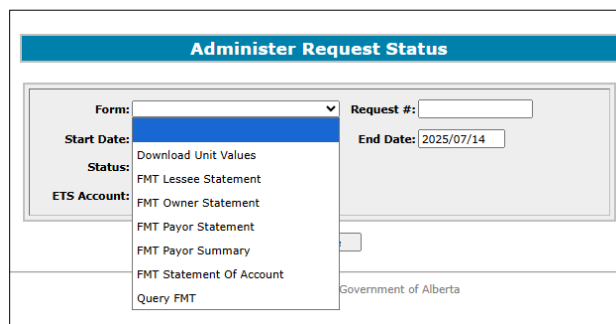 Administer Request Status
Form: Request #:
Start Date: End Date: 2025/07/14
Download Unit Values
Status:
FMT Lessee Statement
ETS Account:
FMT Owner Statement
FMT Payor Statement
FMT Payor Summary
FMT Statement Of Account
Government of Alberta
Query FMT